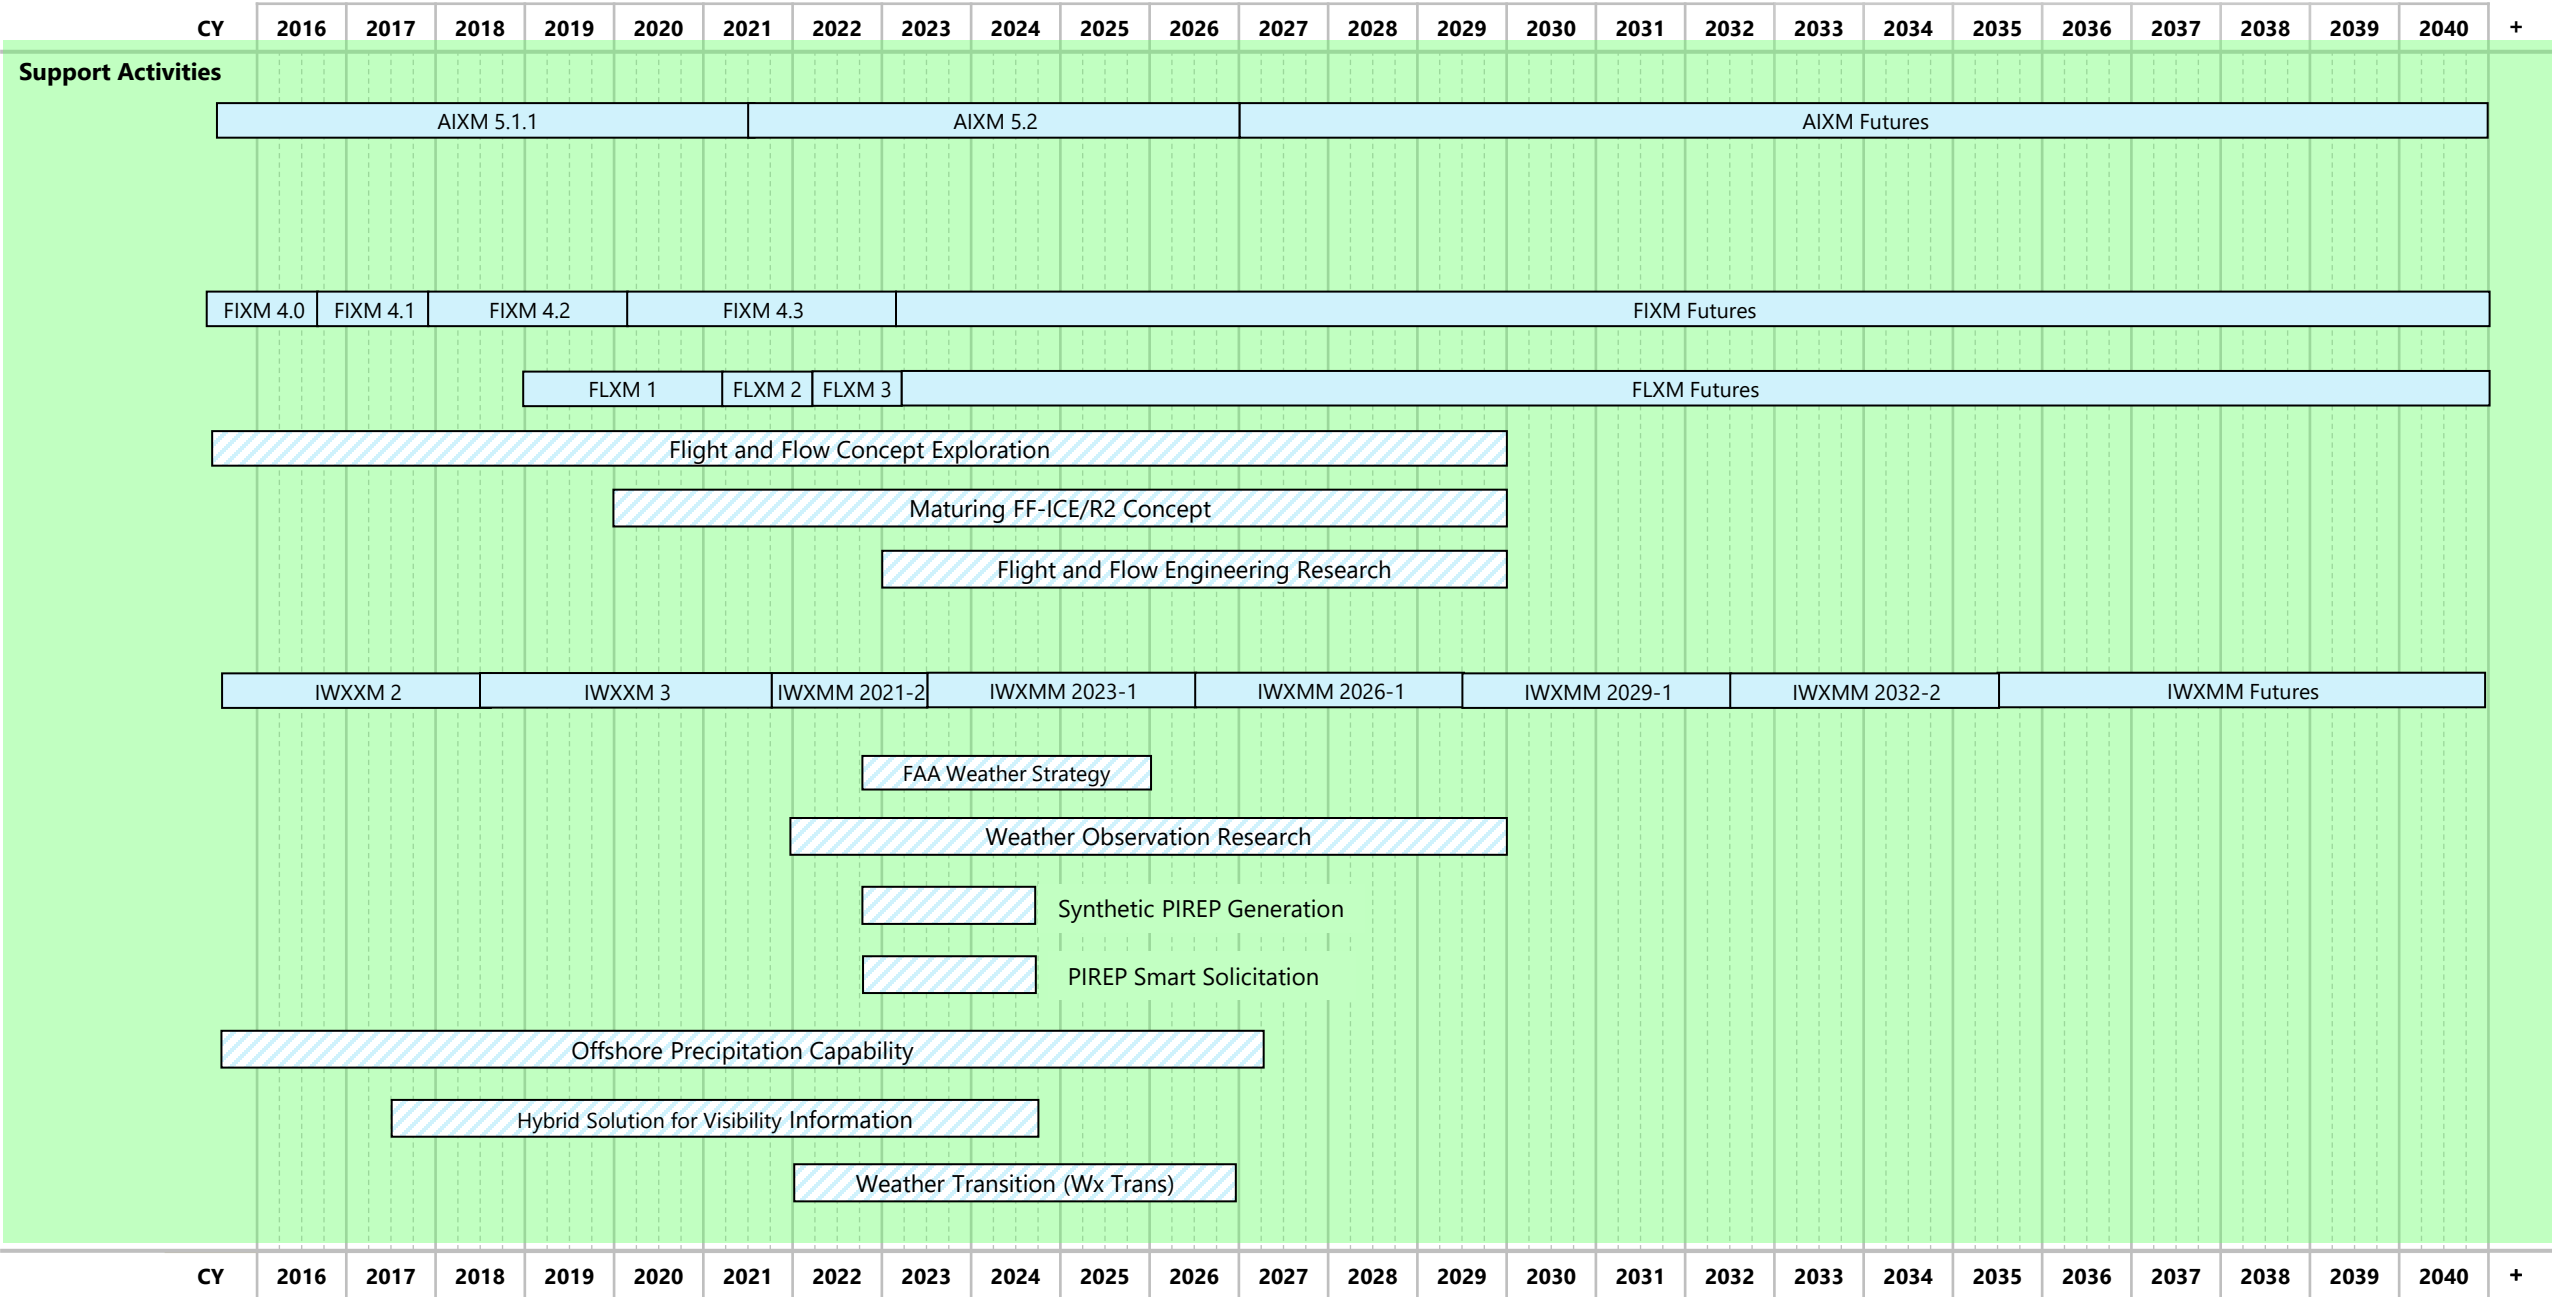 CY 2016 2017 2018 2019 2020 2021 2022 2023 2024 2025 2026 2027 2028 2029 2030 2031 2032 2033 2034 2035 2036 2037 2038 2039 2040 +
Support Activities
AIXM 5.1.1 AIXM 5.2 AIXM Futures
FIXM 4.0 FIXM 4.1 FIXM 4.2 FIXM 4.3 FIXM Futures
FLXM 1 FLXM 2 FLXM 3 FLXM Futures
Flight and Flow Concept Exploration
Maturing FF-ICE/R2 Concept
Flight and Flow Engineering Research
IWXXM 2 IWXXM 3 IWXMM 2021-2 IWXMM 2023-1 IWXMM 2026-1 IWXMM 2029-1 IWXMM 2032-2 IWXMM Futures
FAA Weather Strategy
Weather Observation Research
Synthetic PIREP Generation
PIREP Smart Solicitation
Offshore Precipitation Capability
Hybrid Solution for Visibility Information
Weather Transition (Wx Trans)
CY 2016 2017 2018 2019 2020 2021 2022 2023 2024 2025 2026 2027 2028 2029 2030 2031 2032 2033 2034 2035 2036 2037 2038 2039 2040 +